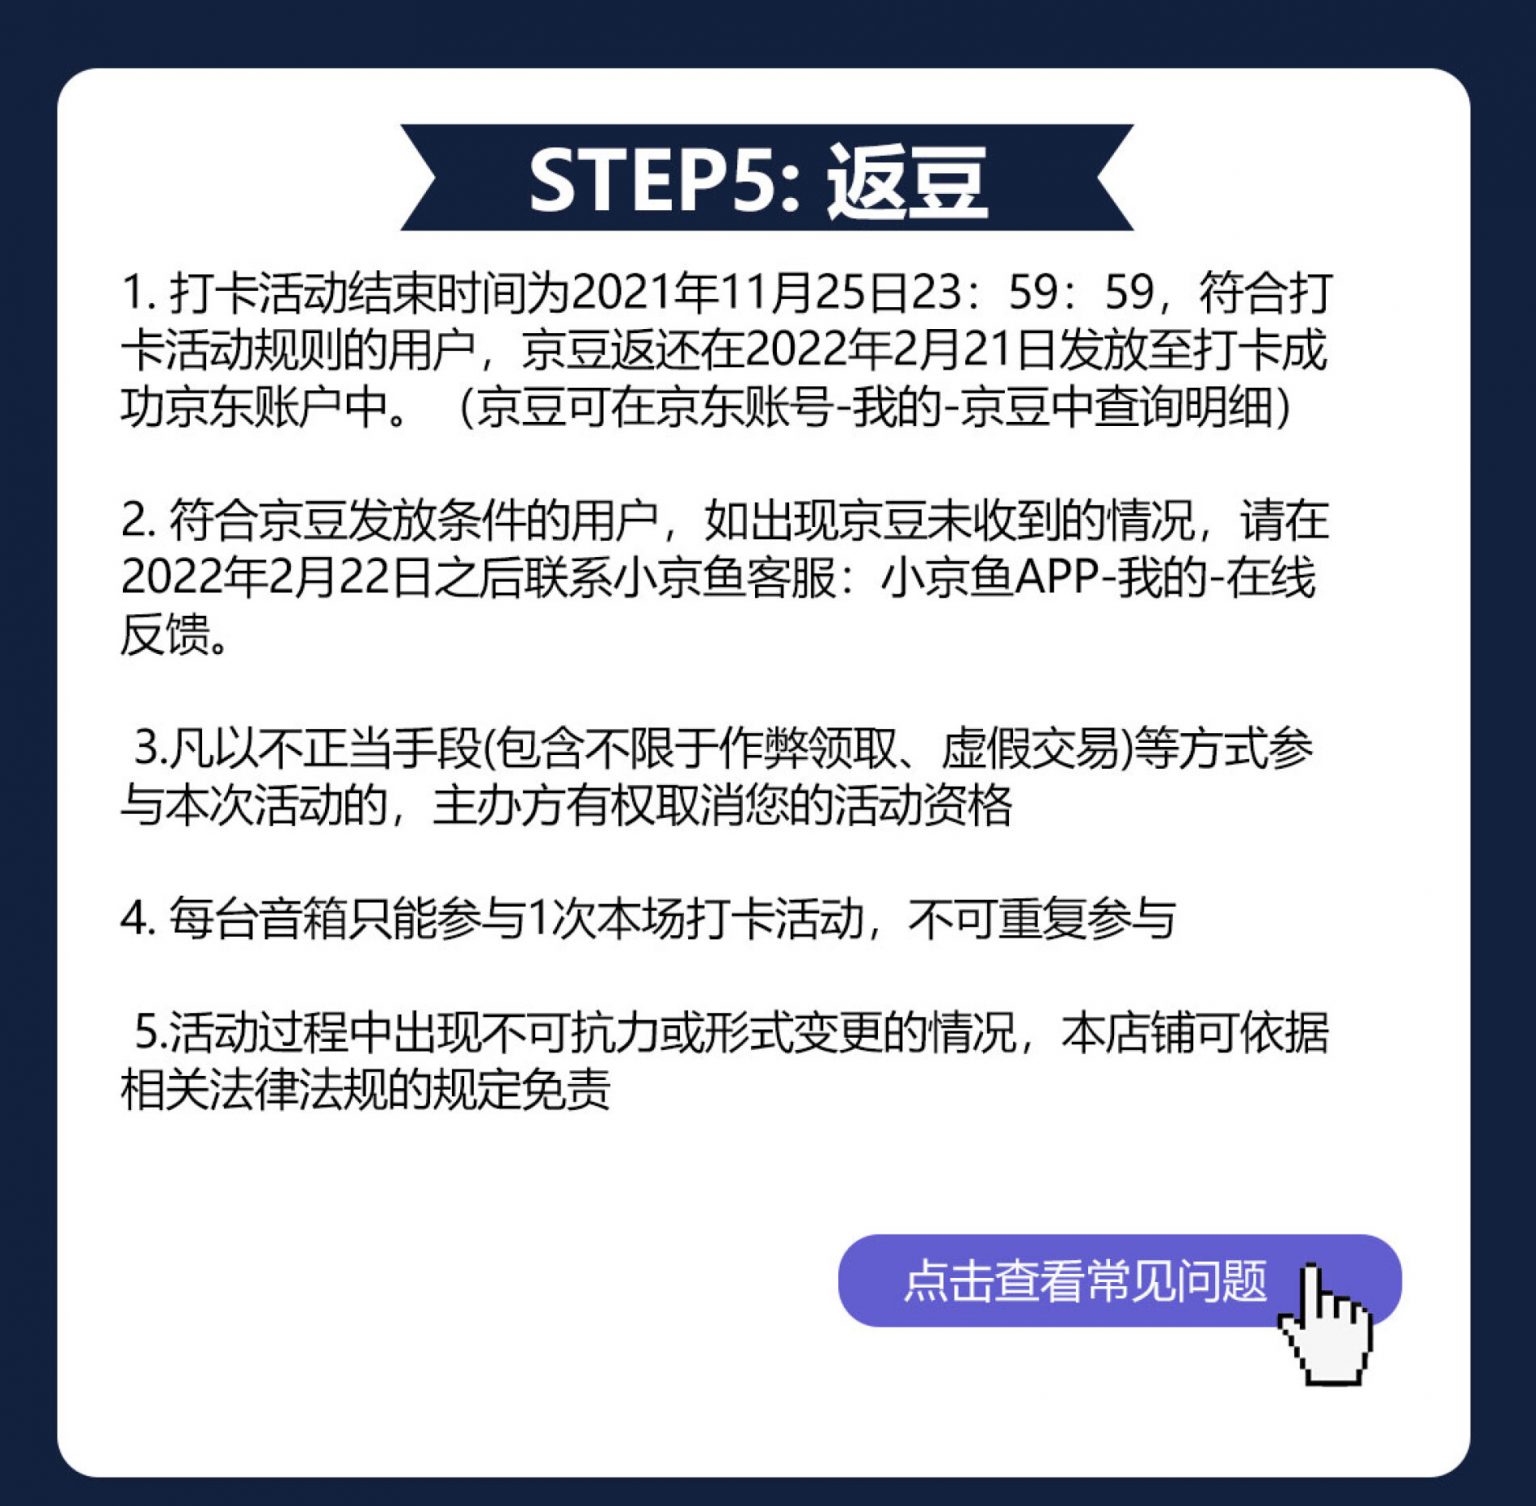 STEP5: 返豆
1. 打卡活动结束时间为2021年11月25日23：59：59，符合打
卡活动规则的用户，京豆返还在2022年2月21日发放至打卡成
功京东账户中。（京豆可在京东账号-我的-京豆中查询明细）
2. 符合京豆发放条件的用户，如出现京豆未收到的情况，请在
2022年2月22日之后联系小京鱼客服：小京鱼APP-我的-在线
反馈。
3.凡以不正当手段(包含不限于作弊领取、虚假交易)等方式参
与本次活动的，主办方有权取消您的活动资格
4. 每台音箱只能参与1次本场打卡活动，不可重复参与
5.活动过程中出现不可抗力或形式变更的情况，本店铺可依据
相关法律法规的规定免责
点击查看常见问题